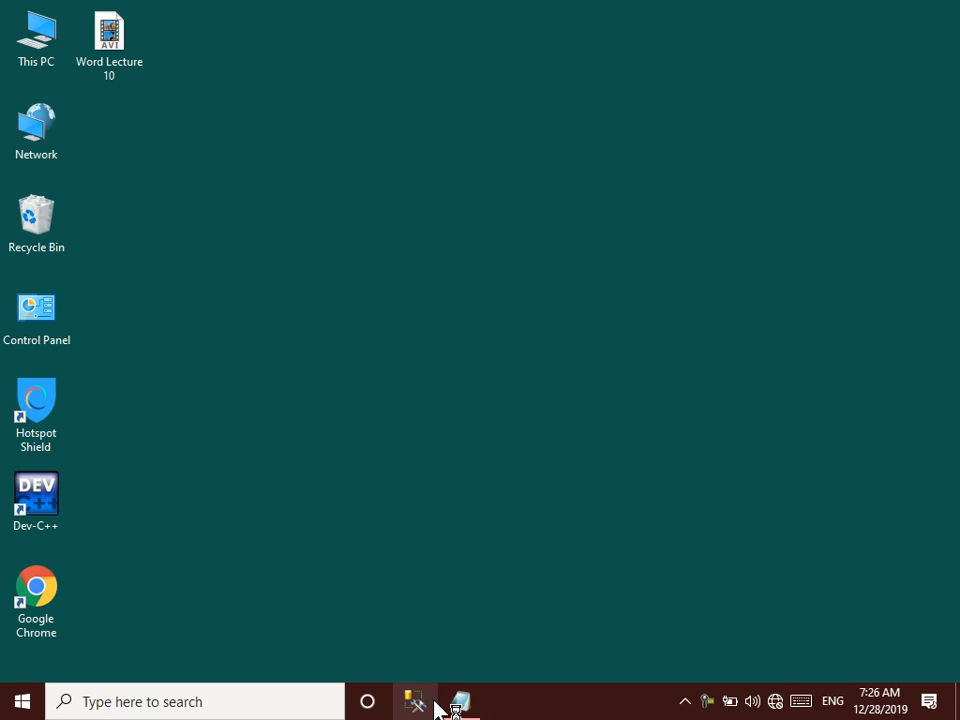 This PC
Word Lecture
10
AVI
Network
Recycle Bin
Control Panel
Hotspot
Shield
DEV
C++
Dev-C++
Google
Chrome
Type here to search
ENG
7:26 AM
12/28/2019